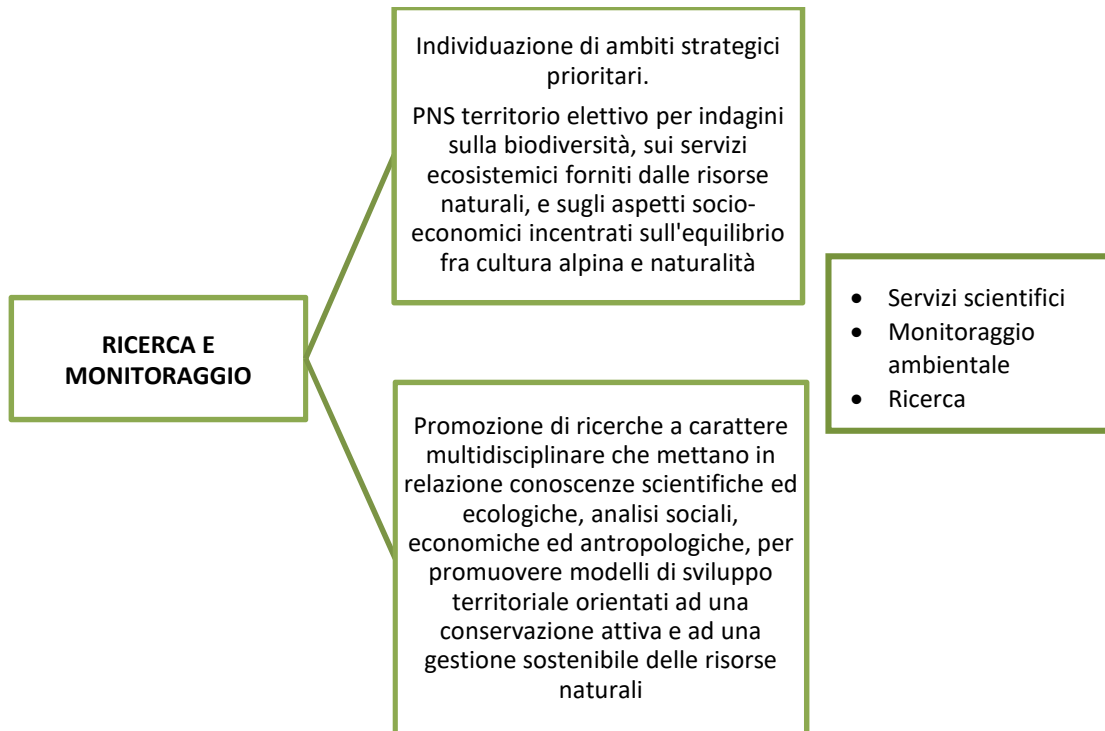 RICERCA E
MONITORAGGIO
Individuazione di ambiti strategici
prioritari.
PNS territorio elettivo per indagini
sulla biodiversità, sui servizi
ecosistemici forniti dalle risorse
naturali, e sugli aspetti socio-
economici incentrati sull'equilibrio
fra cultura alpina e naturalità
Promozione di ricerche a carattere
multidisciplinare che mettano in
relazione conoscenze scientifiche ed
ecologiche, analisi sociali,
economiche ed antropologiche, per
promuovere modelli di sviluppo
territoriale orientati ad una
conservazione attiva e ad una
gestione sostenibile delle risorse
naturali
• Servizi scientifici
• Monitoraggio
ambientale
• Ricerca